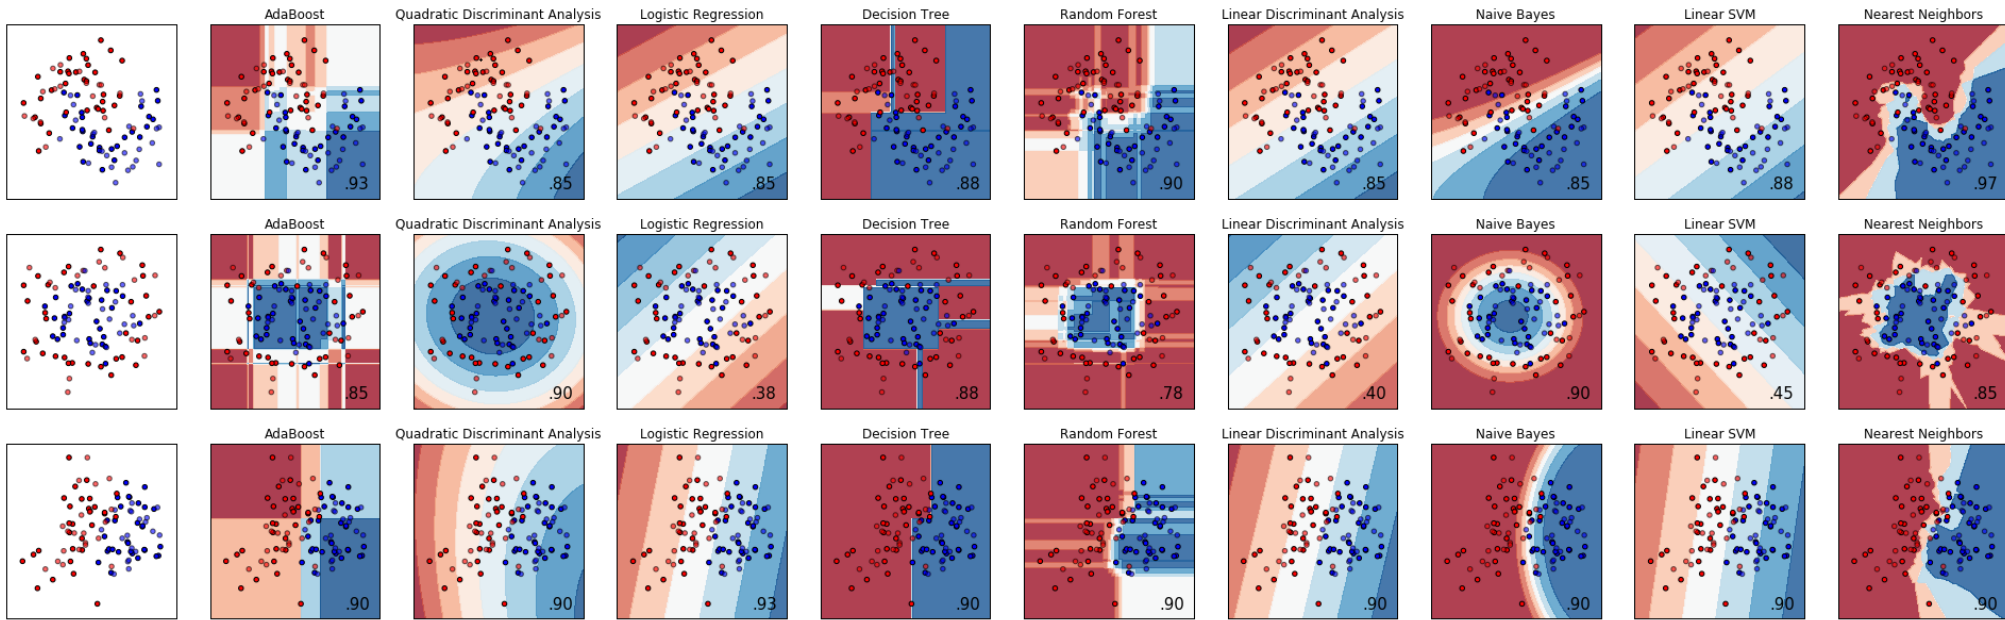 AdaBoost Quadratic Discriminant Analysis Logistic Regression Decision Tree Random Forest Linear Discriminant Analysis Naive Bayes Linear SVM Nearest Neighbors
.93 .85 .85 .88 .90 .85 .85 .88 .97
AdaBoost Quadratic Discriminant Analysis Logistic Regression Decision Tree Random Forest Linear Discriminant Analysis Naive Bayes Linear SVM Nearest Neighbors
.85 .90 .38 .88 .78 .40 .90 .45 .85
AdaBoost Quadratic Discriminant Analysis Logistic Regression Decision Tree Random Forest Linear Discriminant Analysis Naive Bayes Linear SVM Nearest Neighbors
.90 .90 .93 .90 .90 .90 .90 .90 .90